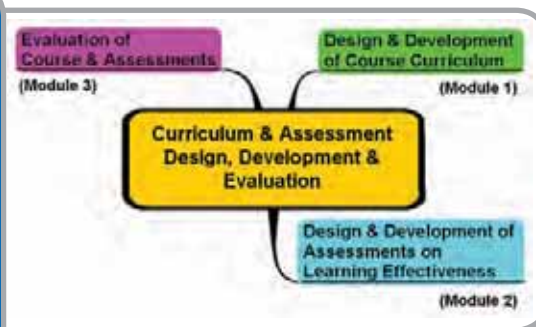 Evaluation of
Course & Assessments
(Module 3)
Design & Development
of Course Curriculum
(Module 1)
Curriculum & Assessment
Design, Development &
Evaluation
Design & Development of
Assessments on
Learning Effectiveness
(Module 2)